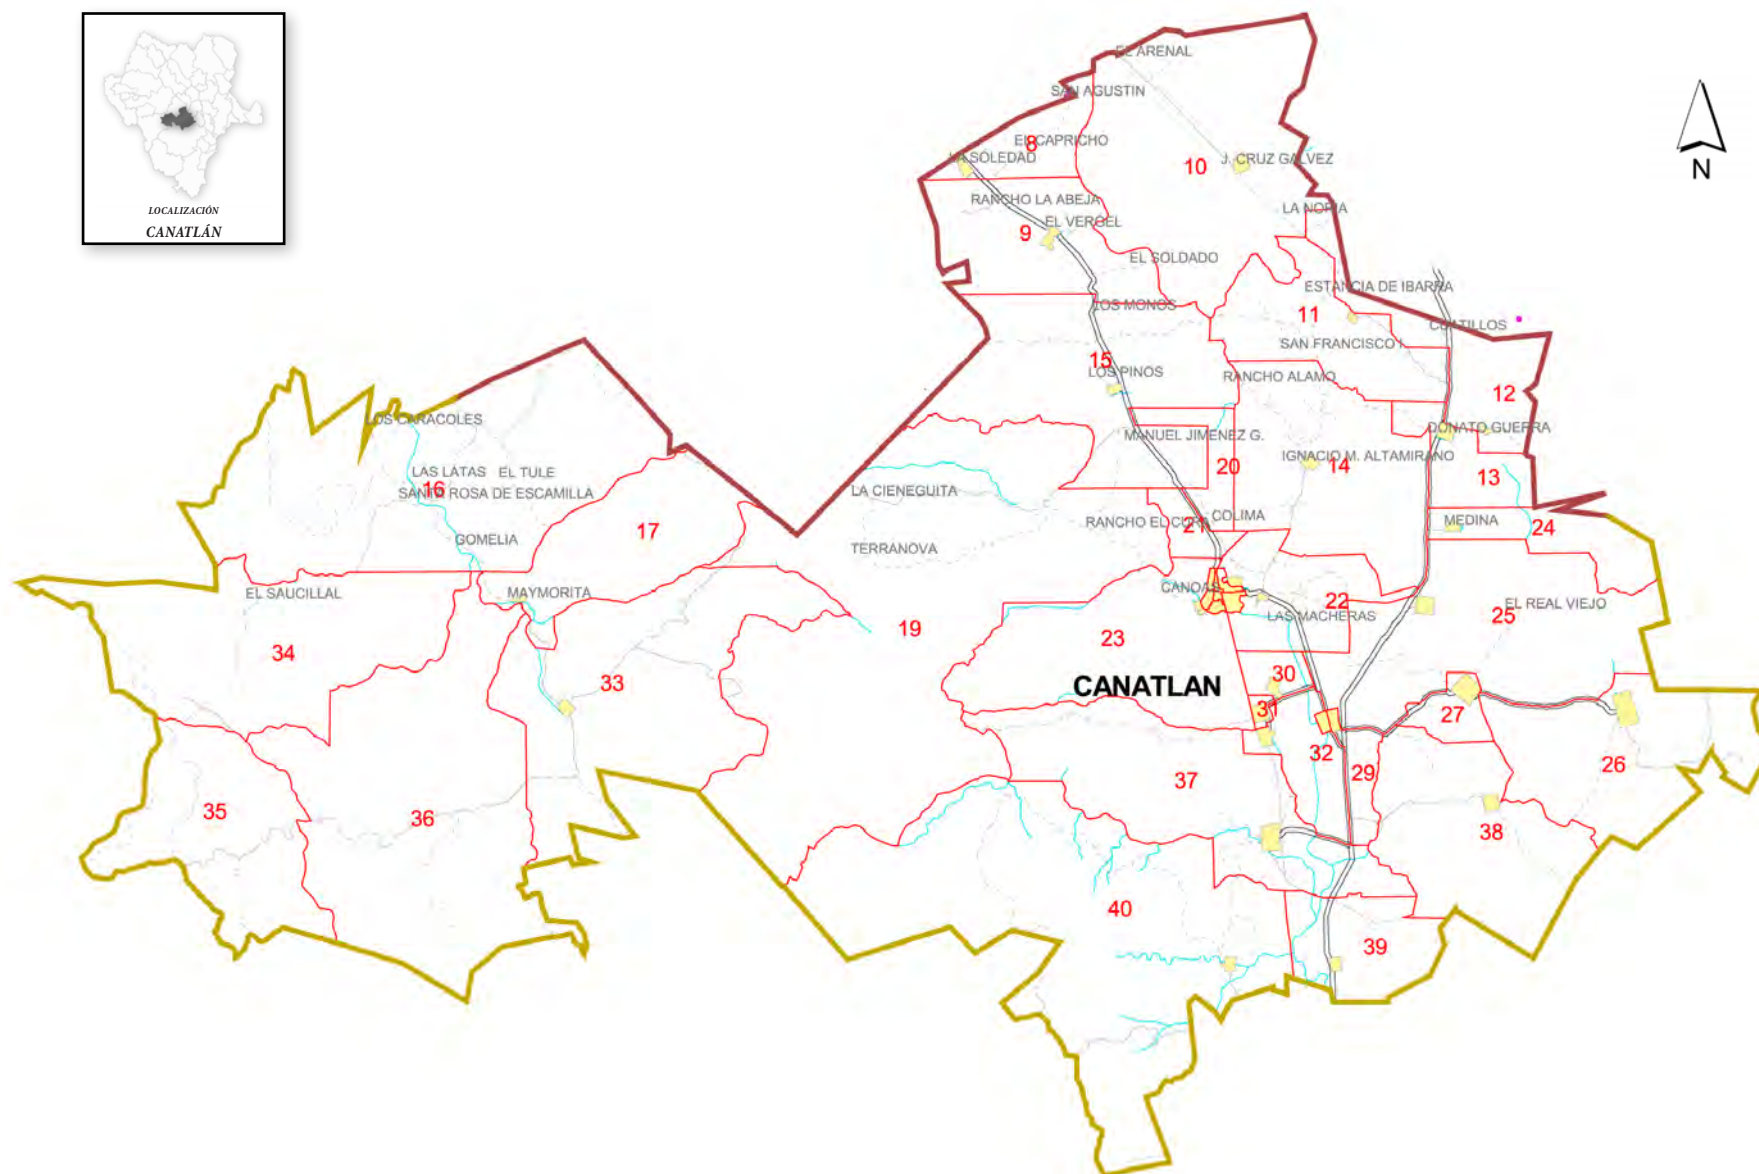 LOCALIZACIÓN
CANATLÁN
N
EL ARENAL
SAN AGUSTIN
EL CAPRICHO
8
LA SOLEDAD
10
J. CRUZ GALVEZ
RANCHO LA ABEJA
LA NORIA
EL VERGEL
9
EL SOLDADO
ESTANCIA DE IBARRA
LOS MONOS
11
CUATILLOS
SAN FRANCISCO I.
15
LOS PINOS
RANCHO ALAMO
12
LOS CARACOLES
MANUEL JIMENEZ G.
DONATO GUERRA
IGNACIO M. ALTAMIRANO
20
14
13
LAS LATAS
EL TULE
16
SANTA ROSA DE ESCAMILLA
LA CIENEGUITA
RANCHO EL CURA
21
COLIMA
MEDINA
24
17
GOMELIA
TERRANOVA
EL SAUCILLAL
MAYMORITA
CANOAS
22
LAS MACHERAS
EL REAL VIEJO
25
34
19
23
33
30
CANATLAN
31
27
32
29
26
35
36
37
38
40
39